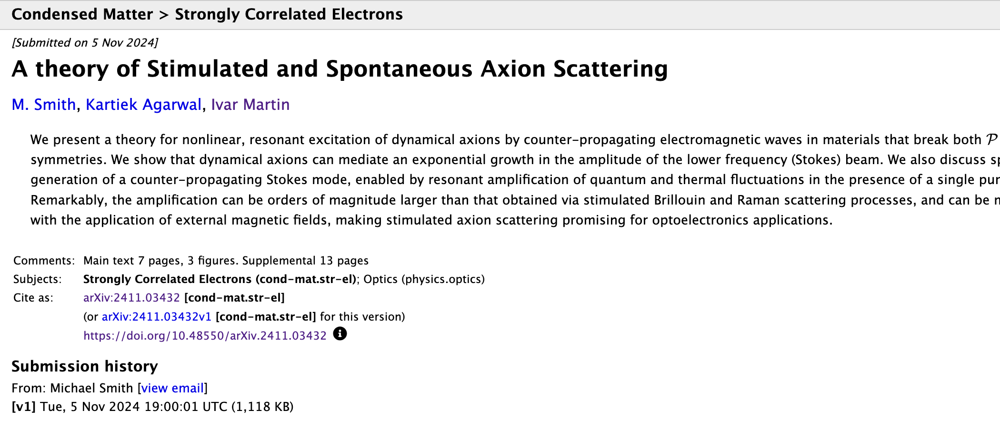 Condensed Matter > Strongly Correlated Electrons
[Submitted on 5 Nov 2024]
A theory of Stimulated and Spontaneous Axion Scattering
M. Smith, Kartiek Agarwal, Ivar Martin
We present a theory for nonlinear, resonant excitation of dynamical axions by counter-propagating electromagnetic waves in materials that break both 𝒫
symmetries. We show that dynamical axions can mediate an exponential growth in the amplitude of the lower frequency (Stokes) beam. We also discuss
generation of a counter-propagating Stokes mode, enabled by resonant amplification of quantum and thermal fluctuations in the presence of a single
Remarkably, the amplification can be orders of magnitude larger than that obtained via stimulated Brillouin and Raman scattering processes, and can be
with the application of external magnetic fields, making stimulated axion scattering promising for optoelectronics applications.
Comments: Main text 7 pages, 3 figures. Supplemental 13 pages
Subjects: Strongly Correlated Electrons (cond-mat.str-el); Optics (physics.optics)
Cite as: arXiv:2411.03432 [cond-mat.str-el]
(or arXiv:2411.03432v1 [cond-mat.str-el] for this version)
https://doi.org/10.48550/arXiv.2411.03432
Submission history
From: Michael Smith [view email]
[v1] Tue, 5 Nov 2024 19:00:01 UTC (1,118 KB)